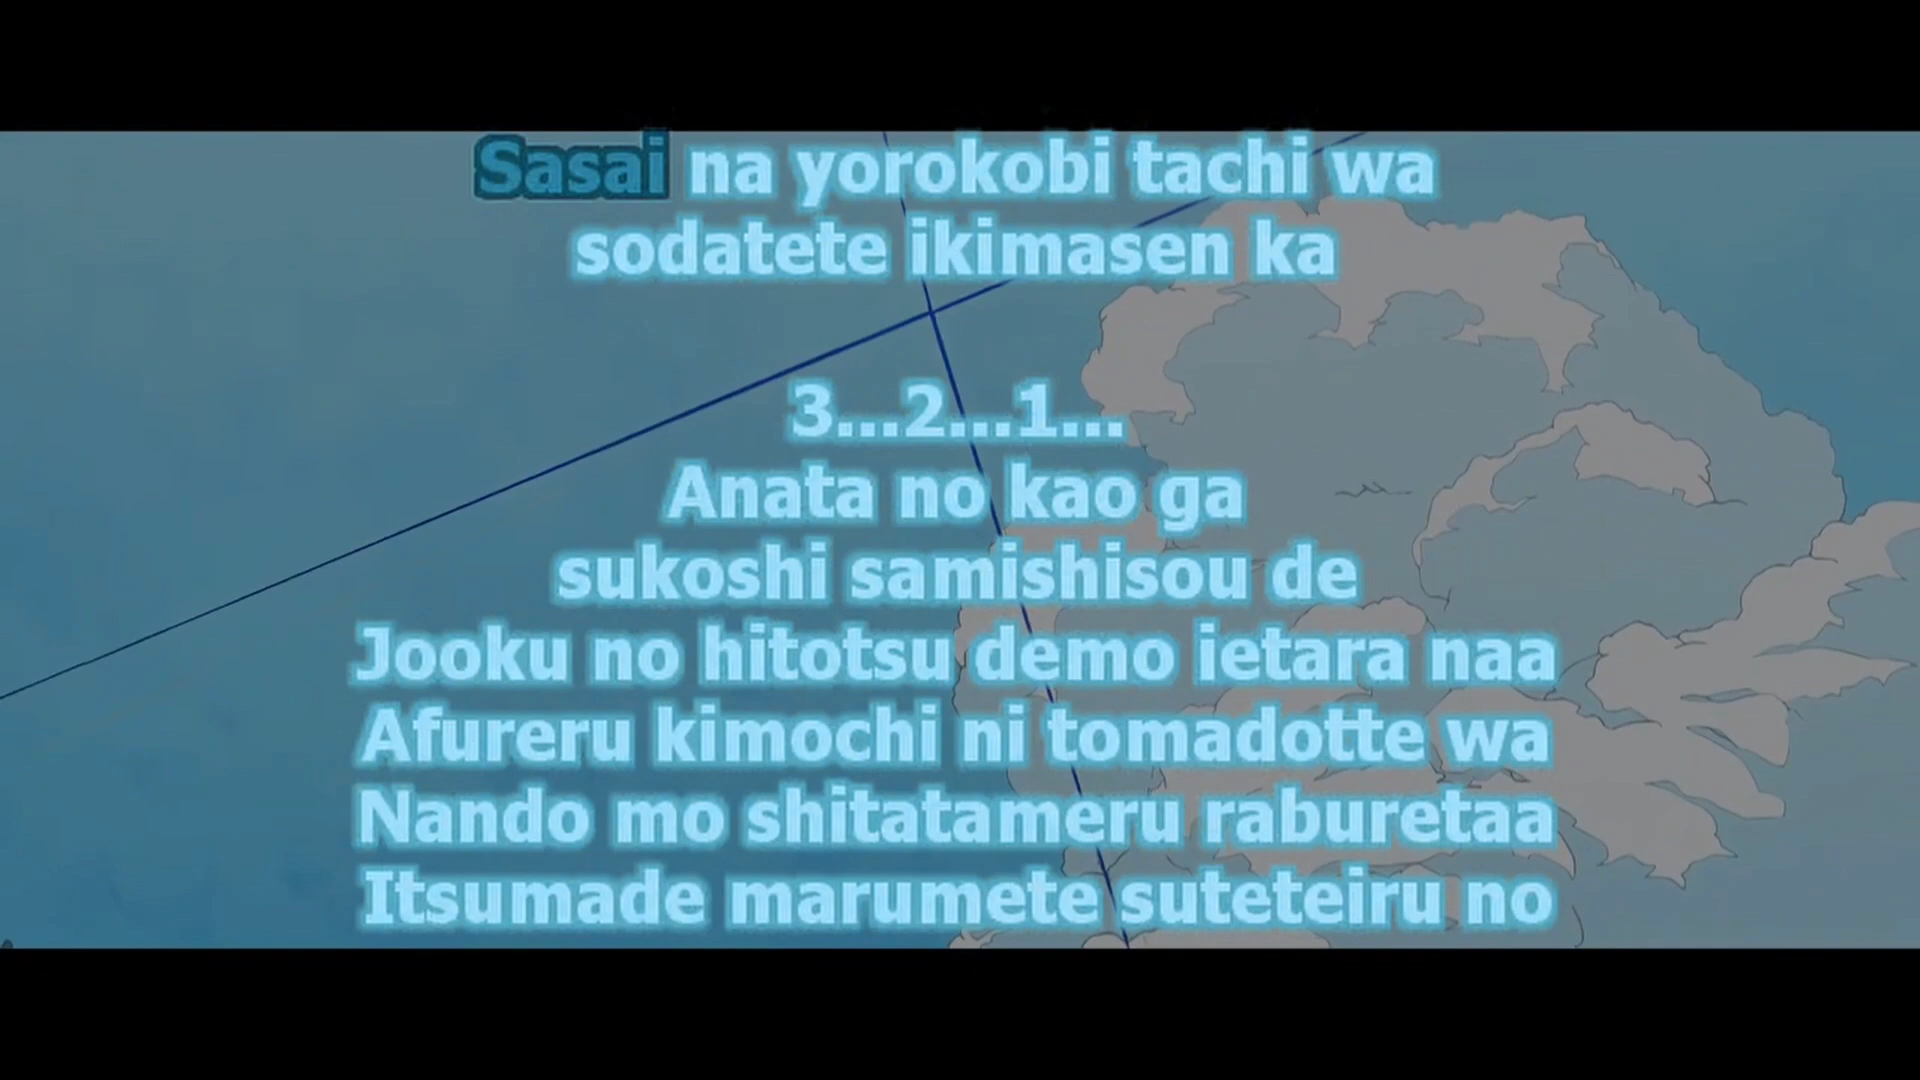 Sasai na yorokobi tachi wa
sodatete ikimasen ka
3...2...1...
Anata no kao ga
sukoshi samishisou de
Jooku no hitotsu demo ietara naa
Afureru kimochi ni tomadotte wa
Nando mo shitatameru raburetaa
Itsumade marumete suteteiru no